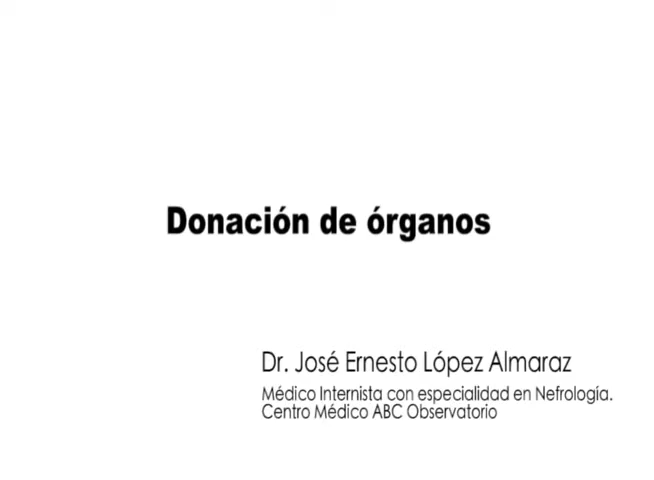 Donación de órganos
Dr. José Ernesto López Almaraz
Médico Internista con especialidad en Nefrología.
Centro Médico ABC Observatorio